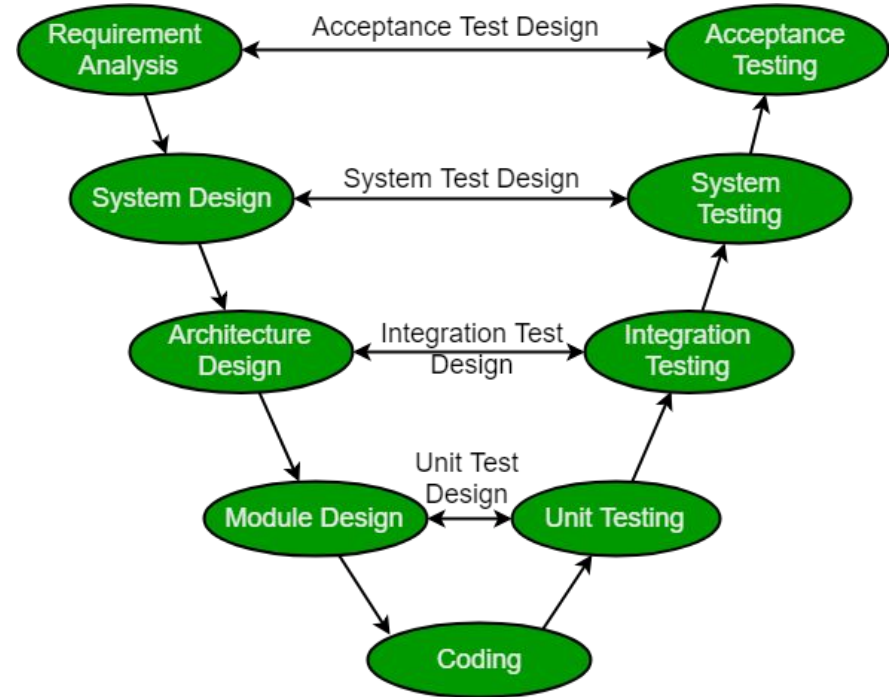 Requirement
Analysis
Acceptance Test Design
Acceptance
Testing
System Design
System Test Design
System
Testing
Architecture
Design
Integration Test
Design
Integration
Testing
Module Design
Unit Test
Design
Unit Testing
Coding